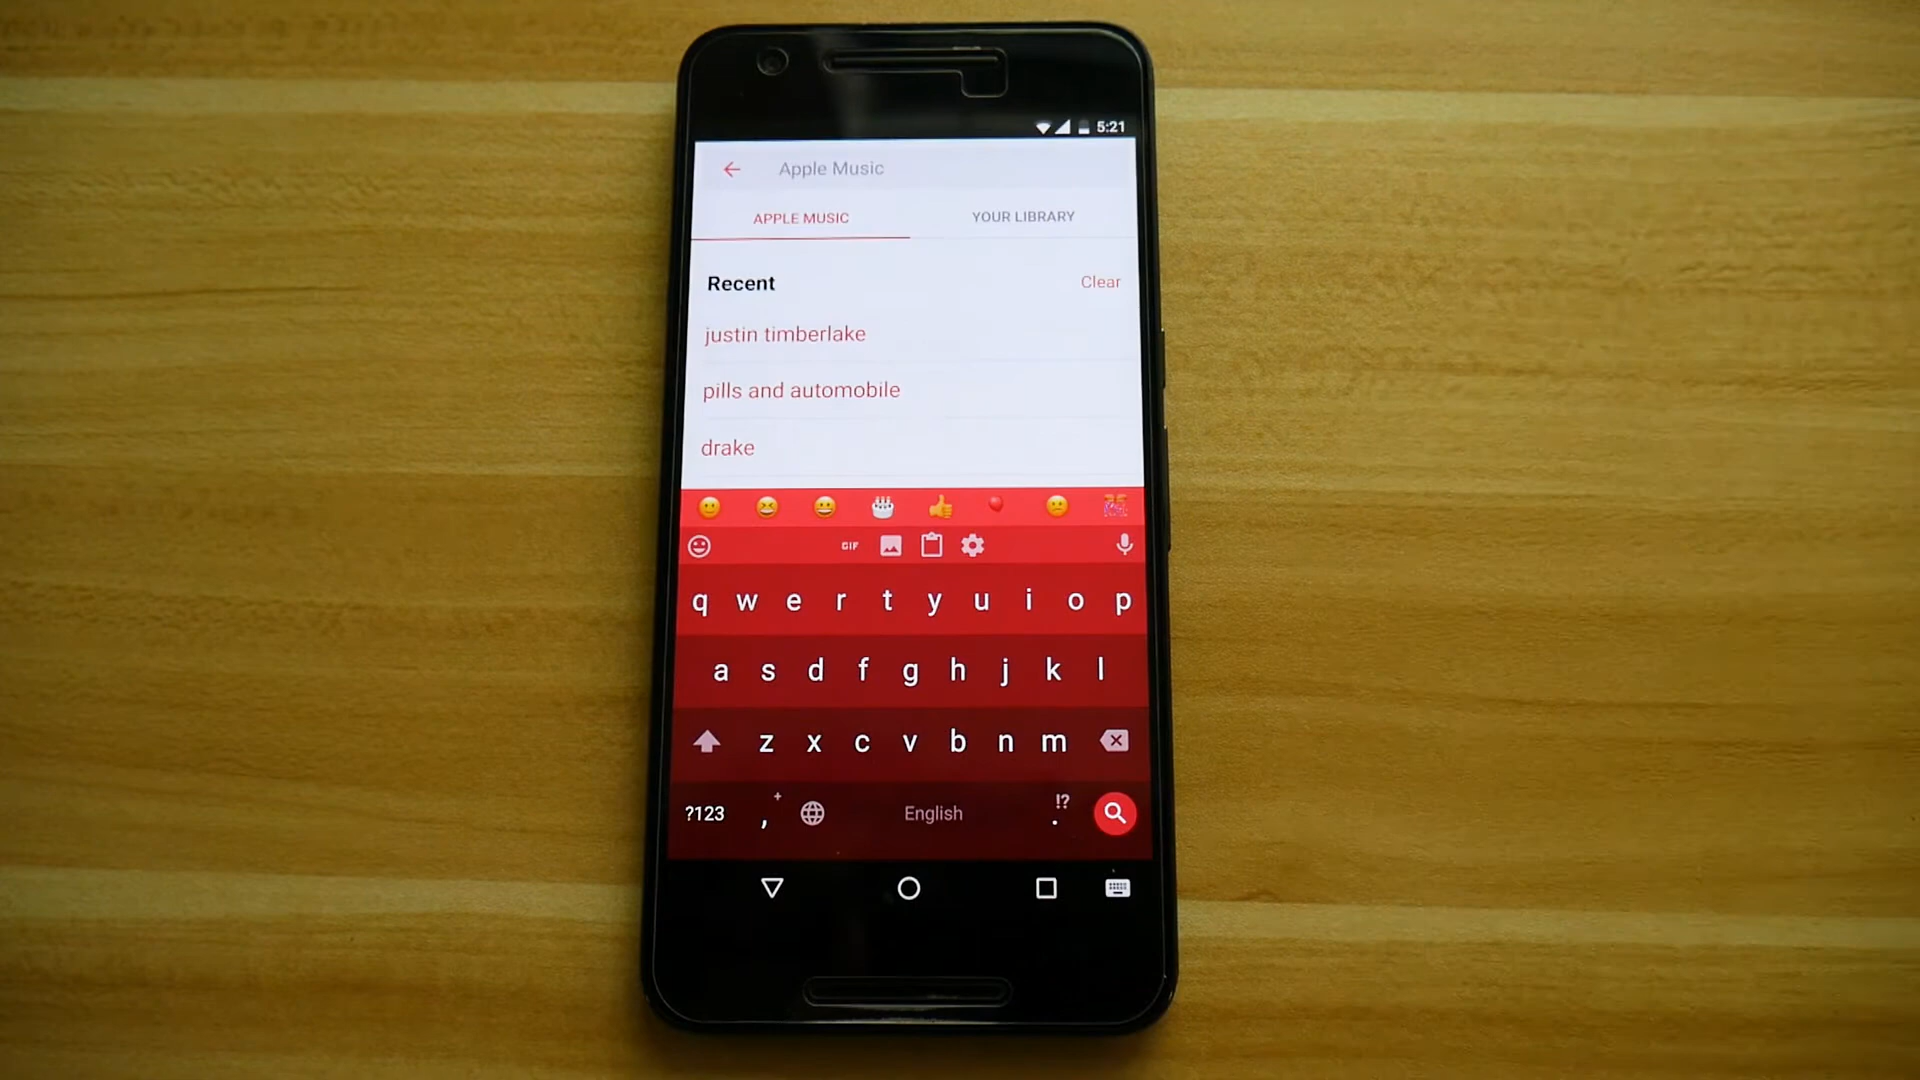 5:21
Apple Music
APPLE MUSIC YOUR LIBRARY
Recent Clear
justin timberlake
pills and automobile
drake
GIF
q w e r t y u i o p
a s d f g h j k l
z x c v b n m
?123 , + English !? .